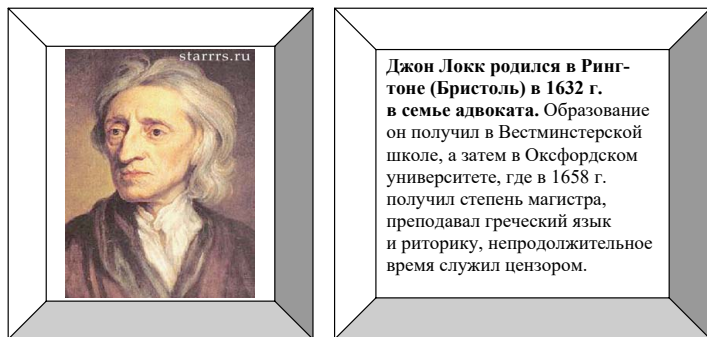 starrrs.ru
Джон Локк родился в Ринг-
тоне (Бристоль) в 1632 г.
в семье адвоката. Образование
он получил в Вестминстерской
школе, а затем в Оксфордском
университете, где в 1658 г.
получил степень магистра,
преподавал греческий язык
и риторику, непродолжительное
время служил цензором.